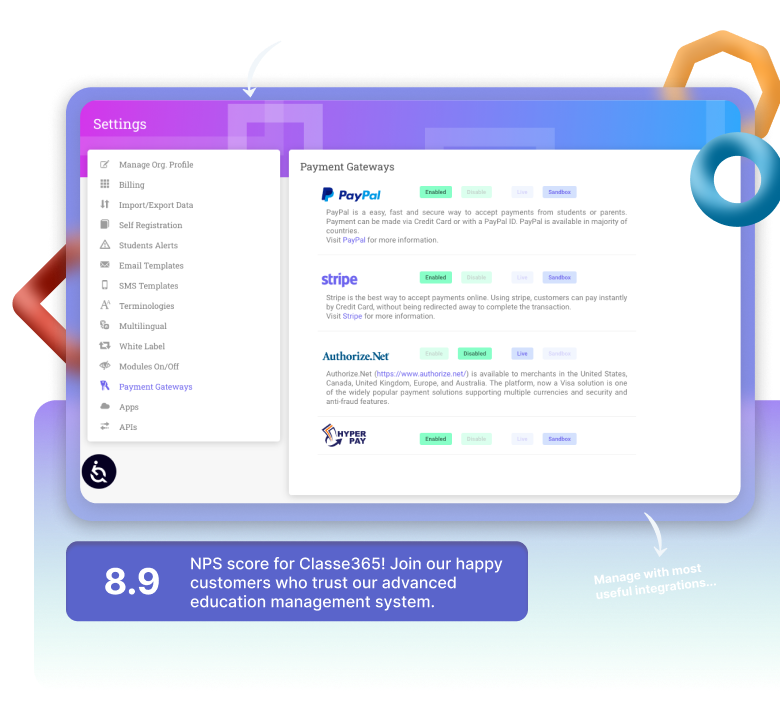 Settings
Manage Org. Profile
Billing
Import/Export Data
Self Registration
Students Alerts
Email Templates
SMS Templates
Terminologies
Multilingual
White Label
Modules On/Off
Payment Gateways
Apps
APIs
Payment Gateways
PayPal
Enabled Disable Live Sandbox
PayPal is a easy, fast and secure way to accept payments from students or parents.
Payment can be made via Credit Card or with a PayPal ID. PayPal is available in majority of
countries.
Visit PayPal for more information.
stripe
Enabled Disable Live Sandbox
Stripe is the best way to accept payments online. Using stripe, customers can pay instantly
by Credit Card, without being redirected away to complete the transaction.
Visit Stripe for more information.
Authorize.Net
Enable Disabled Live Sandbox
Authorize.Net (https://www.authorize.net/) is available to merchants in the United States,
Canada, United Kingdom, Europe, and Australia. The platform, now a Visa solution is one
of the widely popular payment solutions supporting multiple currencies and security and
anti-fraud features.
HYPER
PAY
Enabled Disable Live Sandbox
8.9
NPS score for Classe365! Join our happy
customers who trust our advanced
education management system.
Manage with most
useful integrations...